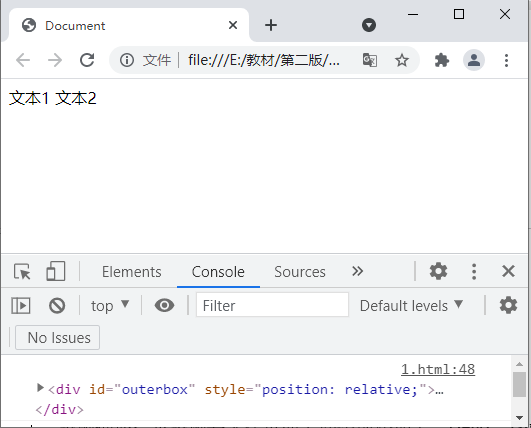 Document
文件 file:///E:/教材/第二版/...
文本1 文本2
Elements Console Sources
top Filter Default levels
No Issues
1.html:48
<div id="outerbox" style="position: relative;">…
</div>